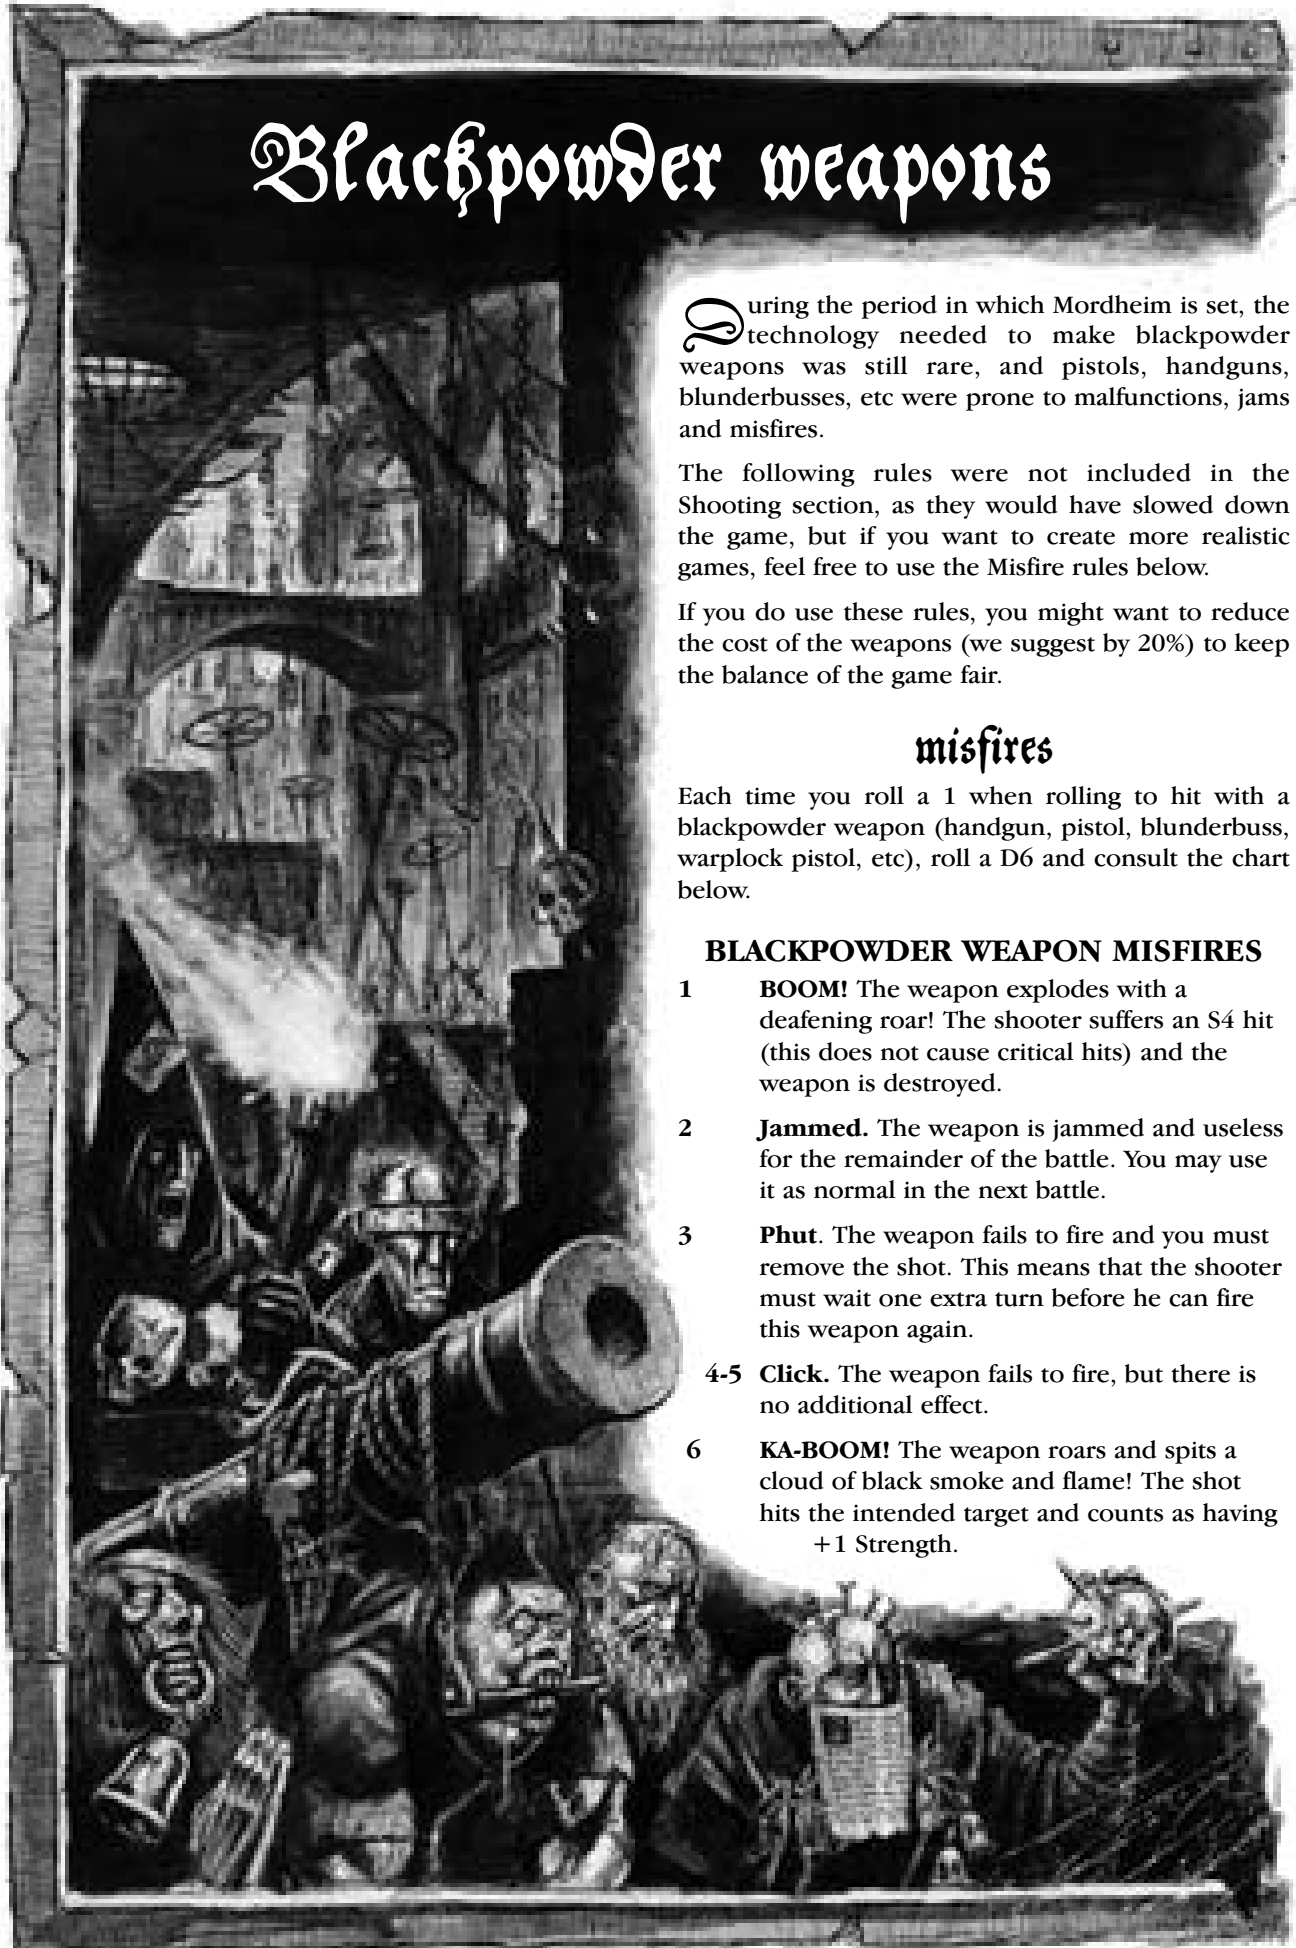 Blackpowder weapons
During the period in which Mordheim is set, the
technology needed to make blackpowder
weapons was still rare, and pistols, handguns,
blunderbusses, etc were prone to malfunctions, jams
and misfires.
The following rules were not included in the
Shooting section, as they would have slowed down
the game, but if you want to create more realistic
games, feel free to use the Misfire rules below.
If you do use these rules, you might want to reduce
the cost of the weapons (we suggest by 20%) to keep
the balance of the game fair.
misfires
Each time you roll a 1 when rolling to hit with a
blackpowder weapon (handgun, pistol, blunderbuss,
warplock pistol, etc), roll a D6 and consult the chart
below.
BLACKPOWDER WEAPON MISFIRES
1 BOOM! The weapon explodes with a
deafening roar! The shooter suffers an S4 hit
(this does not cause critical hits) and the
weapon is destroyed.
2 Jammed. The weapon is jammed and useless
for the remainder of the battle. You may use
it as normal in the next battle.
3 Phut. The weapon fails to fire and you must
remove the shot. This means that the shooter
must wait one extra turn before he can fire
this weapon again.
4-5 Click. The weapon fails to fire, but there is
no additional effect.
6 KA-BOOM! The weapon roars and spits a
cloud of black smoke and flame! The shot
hits the intended target and counts as having
+1 Strength.